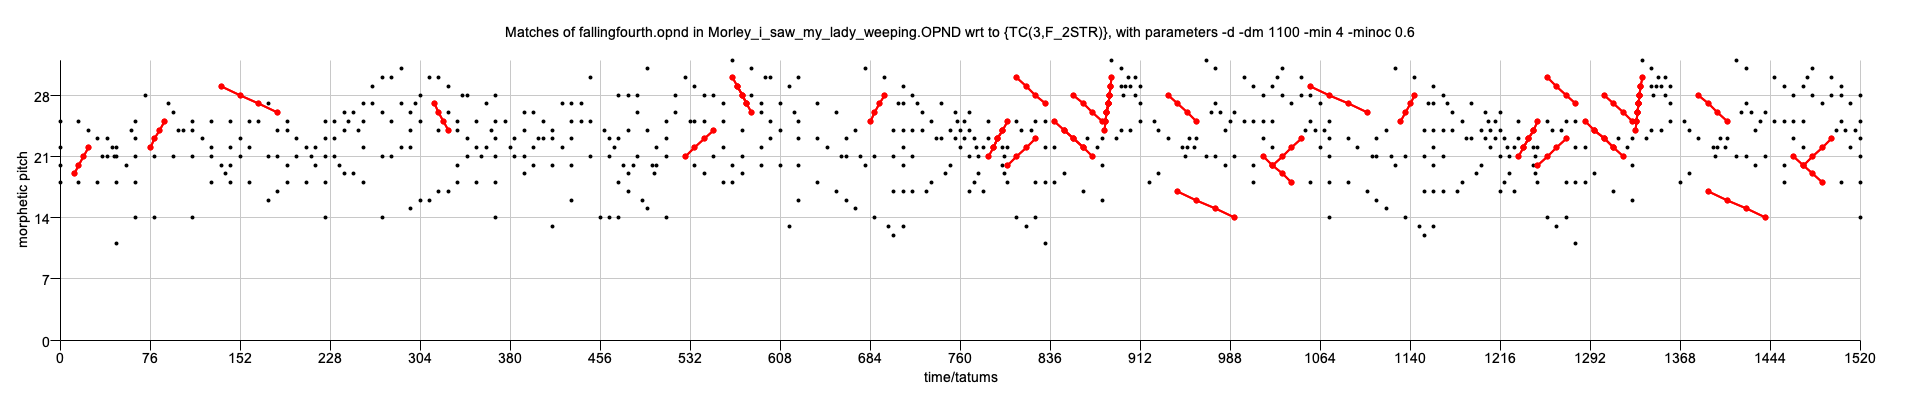 Matches of fallingfourth.opnd in Morley_i_saw_my_lady_weeping.OPND wrt to {TC(3,F_2STR)}, with parameters -d -dm 1100 -min 4 -minoc 0.6
morphetic pitch
28
21
14
7
0
0 76 152 228 304 380 456 532 608 684 760 836 912 988 1064 1140 1216 1292 1368 1444 1520
time/tatums